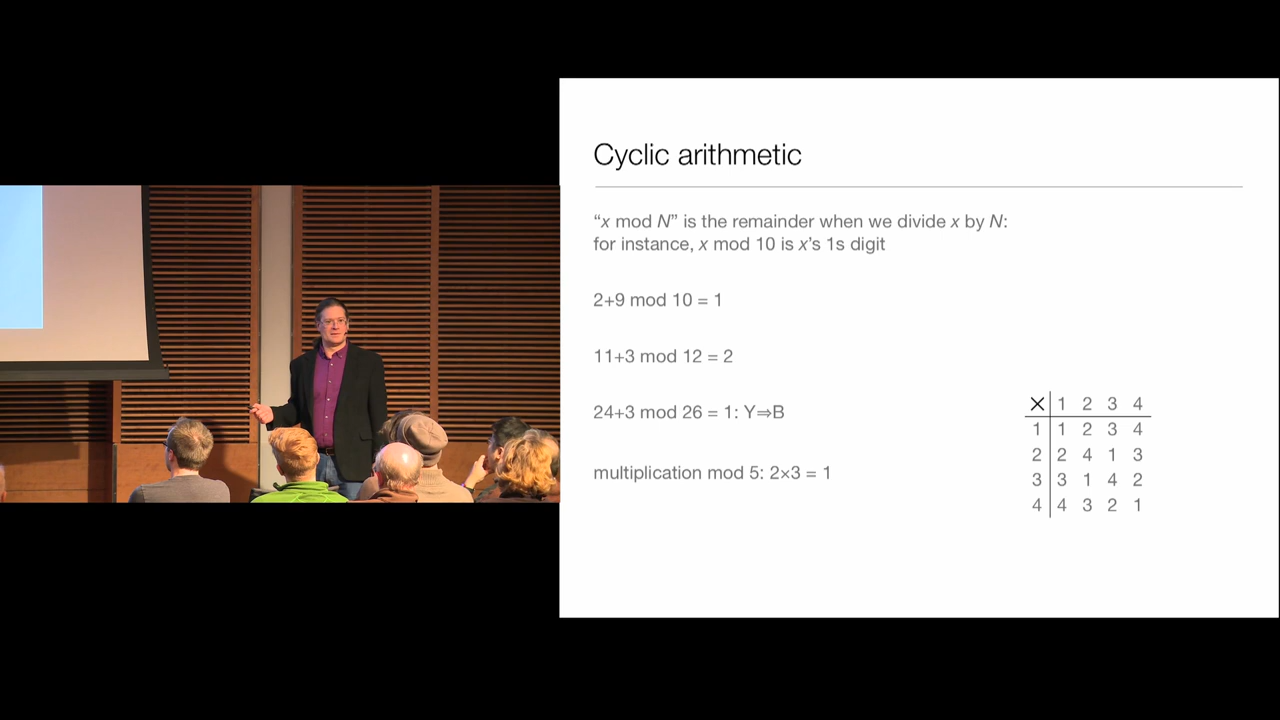 Cyclic arithmetic
“x mod N” is the remainder when we divide x by N:
for instance, x mod 10 is x’s 1s digit
2+9 mod 10 = 1
11+3 mod 12 = 2
24+3 mod 26 = 1: Y⇒B
multiplication mod 5: 2×3 = 1
× 1 2 3 4
1 1 2 3 4
2 2 4 1 3
3 3 1 4 2
4 4 3 2 1